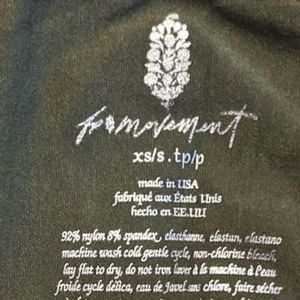 fp movement
xs/s . tp/p
made in USA
fabriqué aux États Unis
hecho en EE.UU
92% nylon 8% spandex, elasthanne, elastan, elastano
machine wash cold gentle cycle, non-chlorine bleach,
lay flat to dry, do not iron laver à la machine à l'eau
froide cycle délica, eau de javel sans chlore, faire sécher